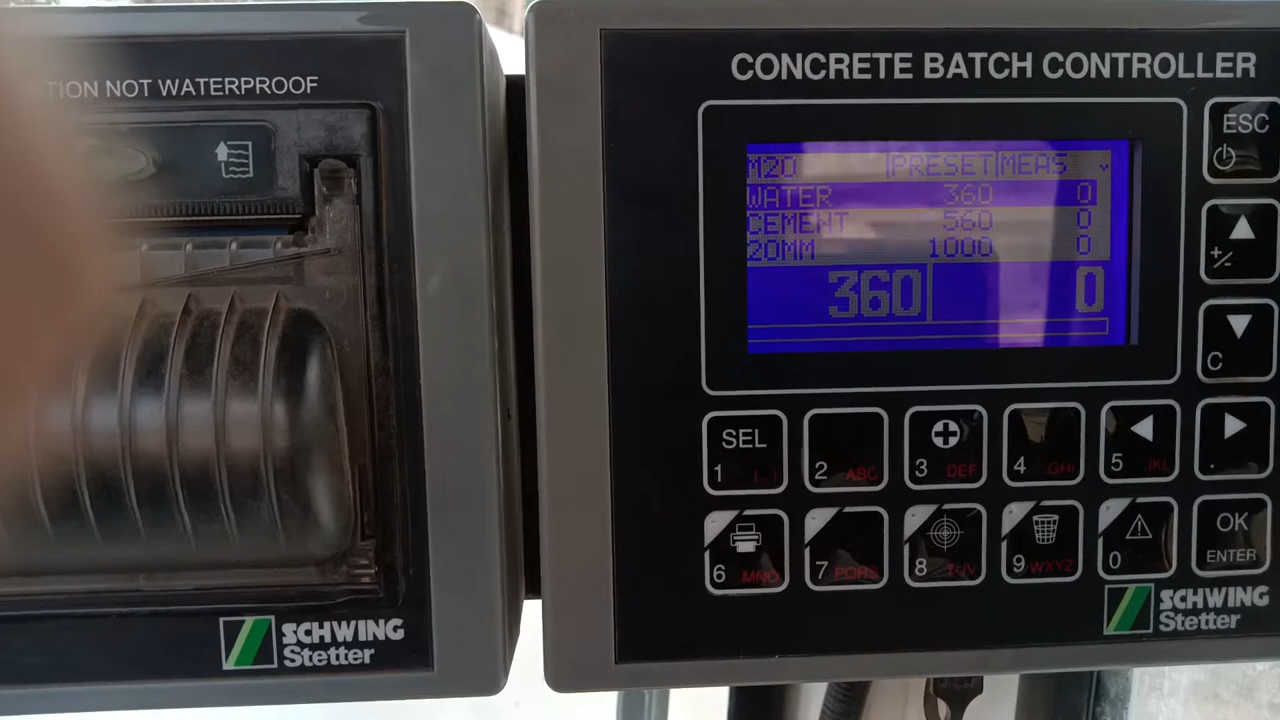 TION NOT WATERPROOF
SCHWING
Stetter
CONCRETE BATCH CONTROLLER
M20 PRESET MEAS
WATER 360 0
CEMENT 560 0
20MM 1000 0
360 0
ESC
+/-
C
SEL
1
2 ABC
3 DEF
4 GHI
5 JKL
.
6 MNO
7 PQRS
8 TUV
9 WXYZ
0
OK
ENTER
SCHWING
Stetter